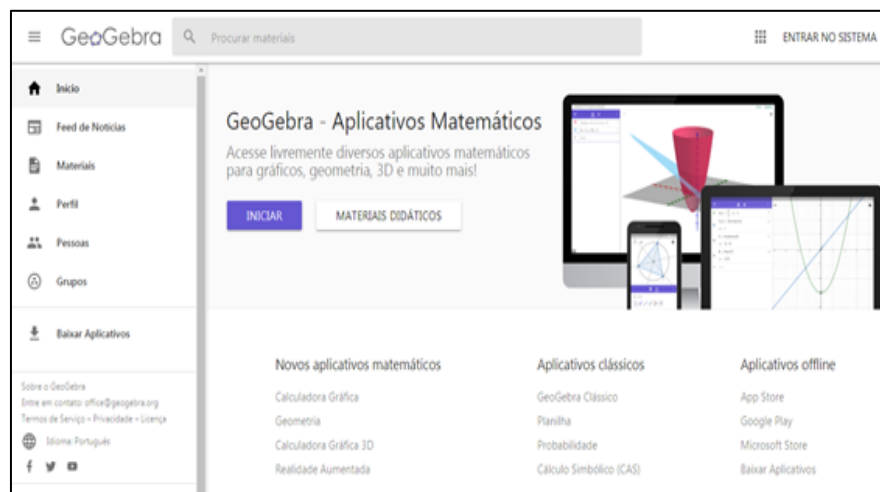 GeoGebra
Procurar materiais
ENTRAR NO SISTEMA
Início
Feed de Notícias
Materiais
Perfil
Pessoas
Grupos
Baixar Aplicativos
Sobre o GeoGebra
Entre em contato: office@geogebra.org
Termos de Serviço – Privacidade – Licença
Idioma: Português
GeoGebra - Aplicativos Matemáticos
Acesse livremente diversos aplicativos matemáticos
para gráficos, geometria, 3D e muito mais!
INICIAR
MATERIAIS DIDÁTICOS
Novos aplicativos matemáticos
Calculadora Gráfica
Geometria
Calculadora Gráfica 3D
Realidade Aumentada
Aplicativos clássicos
GeoGebra Clássico
Planilha
Probabilidade
Cálculo Simbólico (CAS)
Aplicativos offline
App Store
Google Play
Microsoft Store
Baixar Aplicativos